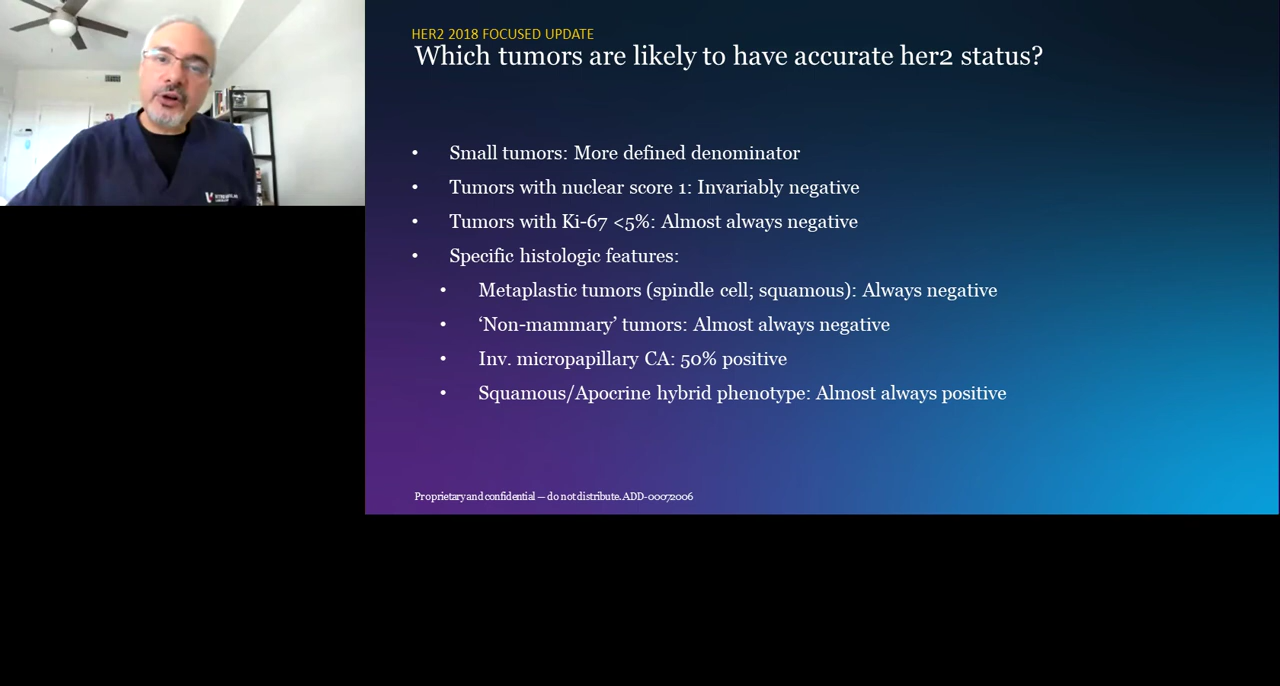 HER2 2018 FOCUSED UPDATE
Which tumors are likely to have accurate her2 status?
• Small tumors: More defined denominator
• Tumors with nuclear score 1: Invariably negative
• Tumors with Ki-67 <5%: Almost always negative
• Specific histologic features:
• Metaplastic tumors (spindle cell; squamous): Always negative
• ‘Non-mammary’ tumors: Almost always negative
• Inv. micropapillary CA: 50% positive
• Squamous/Apocrine hybrid phenotype: Almost always positive
Proprietary and confidential — do not distribute. ADD-00072006